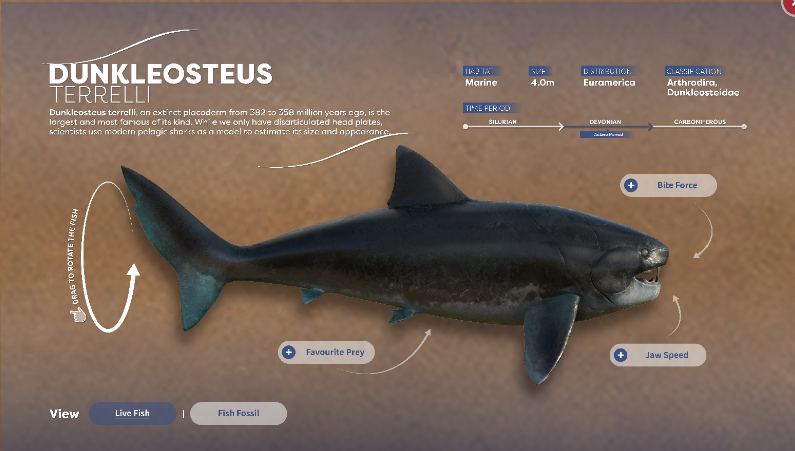 DUNKLEOSTEUS
TERRELLI
Dunkleosteus terrelli, an extinct placoderm from 382 to 358 million years ago, is the
largest and most famous of its kind. While we only have disarticulated head plates,
scientists use modern pelagic sharks as a model to estimate its size and appearance.
HABITAT
Marine
SIZE
4.0m
DISTRIBUTION
Euramerica
CLASSIFICATION
Arthrodira,
Dunkleosteidae
TIME PERIOD
SILURIAN
DEVONIAN
CARBONIFEROUS
Active Period
Bite Force
DRAG TO ROTATE THE FISH
Favourite Prey
Jaw Speed
View
Live Fish | Fish Fossil